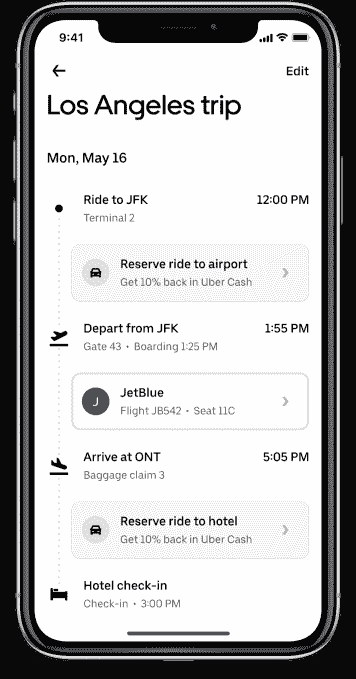 9:41
Edit
Los Angeles trip
Mon, May 16
Ride to JFK 12:00 PM
Terminal 2
Reserve ride to airport
Get 10% back in Uber Cash
Depart from JFK 1:55 PM
Gate 43 • Boarding 1:25 PM
J
JetBlue
Flight JB542 • Seat 11C
Arrive at ONT 5:05 PM
Baggage claim 3
Reserve ride to hotel
Get 10% back in Uber Cash
Hotel check-in
Check-in • 3:00 PM